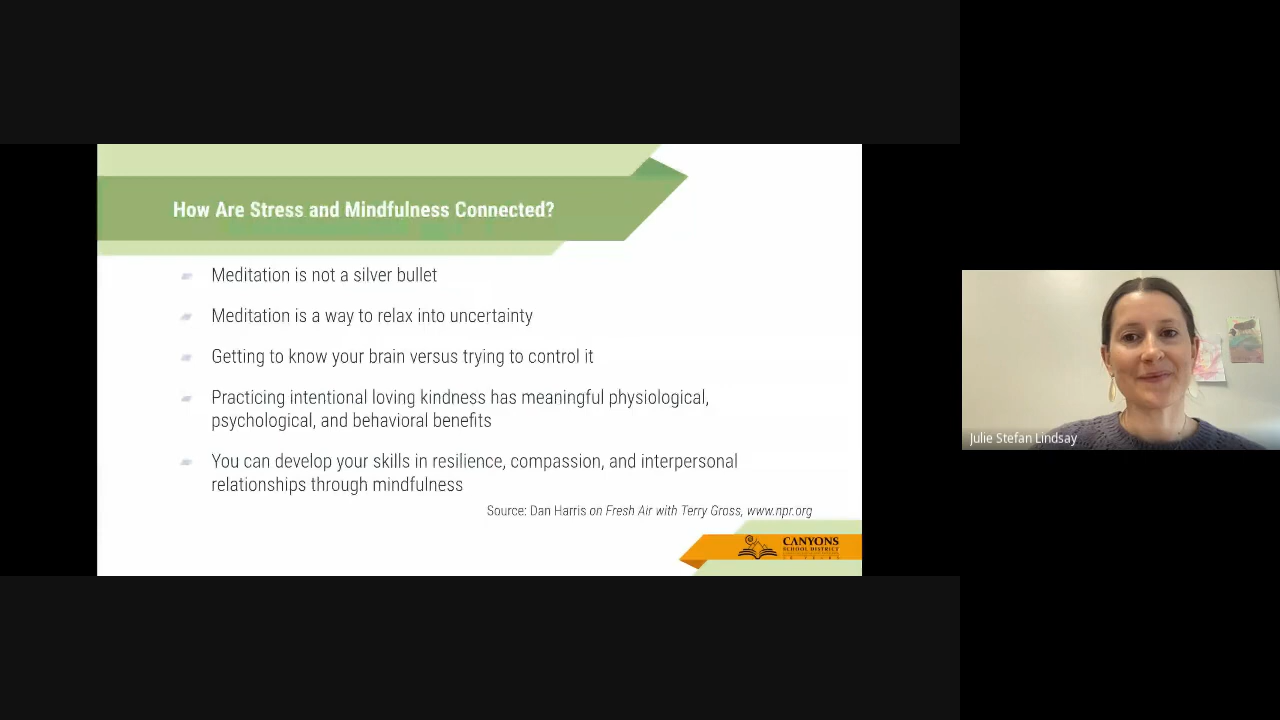 How Are Stress and Mindfulness Connected?
Meditation is not a silver bullet
Meditation is a way to relax into uncertainty
Getting to know your brain versus trying to control it
Practicing intentional loving kindness has meaningful physiological,
psychological, and behavioral benefits
You can develop your skills in resilience, compassion, and interpersonal
relationships through mindfulness
Source: Dan Harris on Fresh Air with Terry Gross, www.npr.org
CANYONS
SCHOOL DISTRICT
Julie Stefan Lindsay